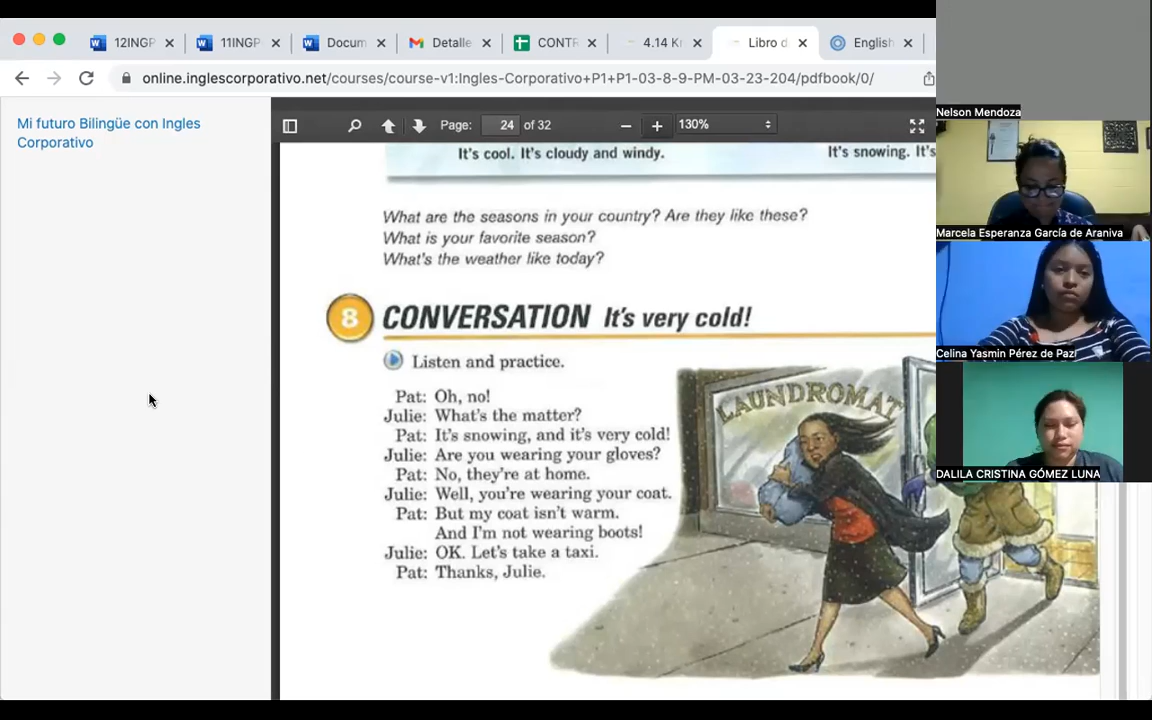 12INGP
11INGP
Docum
Detalle
CONTR
4.14 Kr
Libro d
English
online.inglescorporativo.net/courses/course-v1:Ingles-Corporativo+P1+P1-03-8-9-PM-03-23-204/pdfbook/0/
Mi futuro Bilingüe con Ingles
Corporativo
Page: 24 of 32
130%
It's cool. It's cloudy and windy.
It's snowing. It's
What are the seasons in your country? Are they like these?
What is your favorite season?
What's the weather like today?
8 CONVERSATION It's very cold!
Listen and practice.
Pat: Oh, no!
Julie: What's the matter?
Pat: It's snowing, and it's very cold!
Julie: Are you wearing your gloves?
Pat: No, they're at home.
Julie: Well, you're wearing your coat.
Pat: But my coat isn't warm.
And I'm not wearing boots!
Julie: OK. Let's take a taxi.
Pat: Thanks, Julie.
LAUNDROMAT
Nelson Mendoza
Marcela Esperanza García de Araniva
Celina Yasmin Pérez de Pazl
DALILA CRISTINA GÓMEZ LUNA